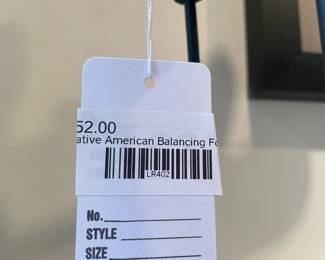 52.00
ative American Balancing Fo
LR402
No.
STYLE
SIZE